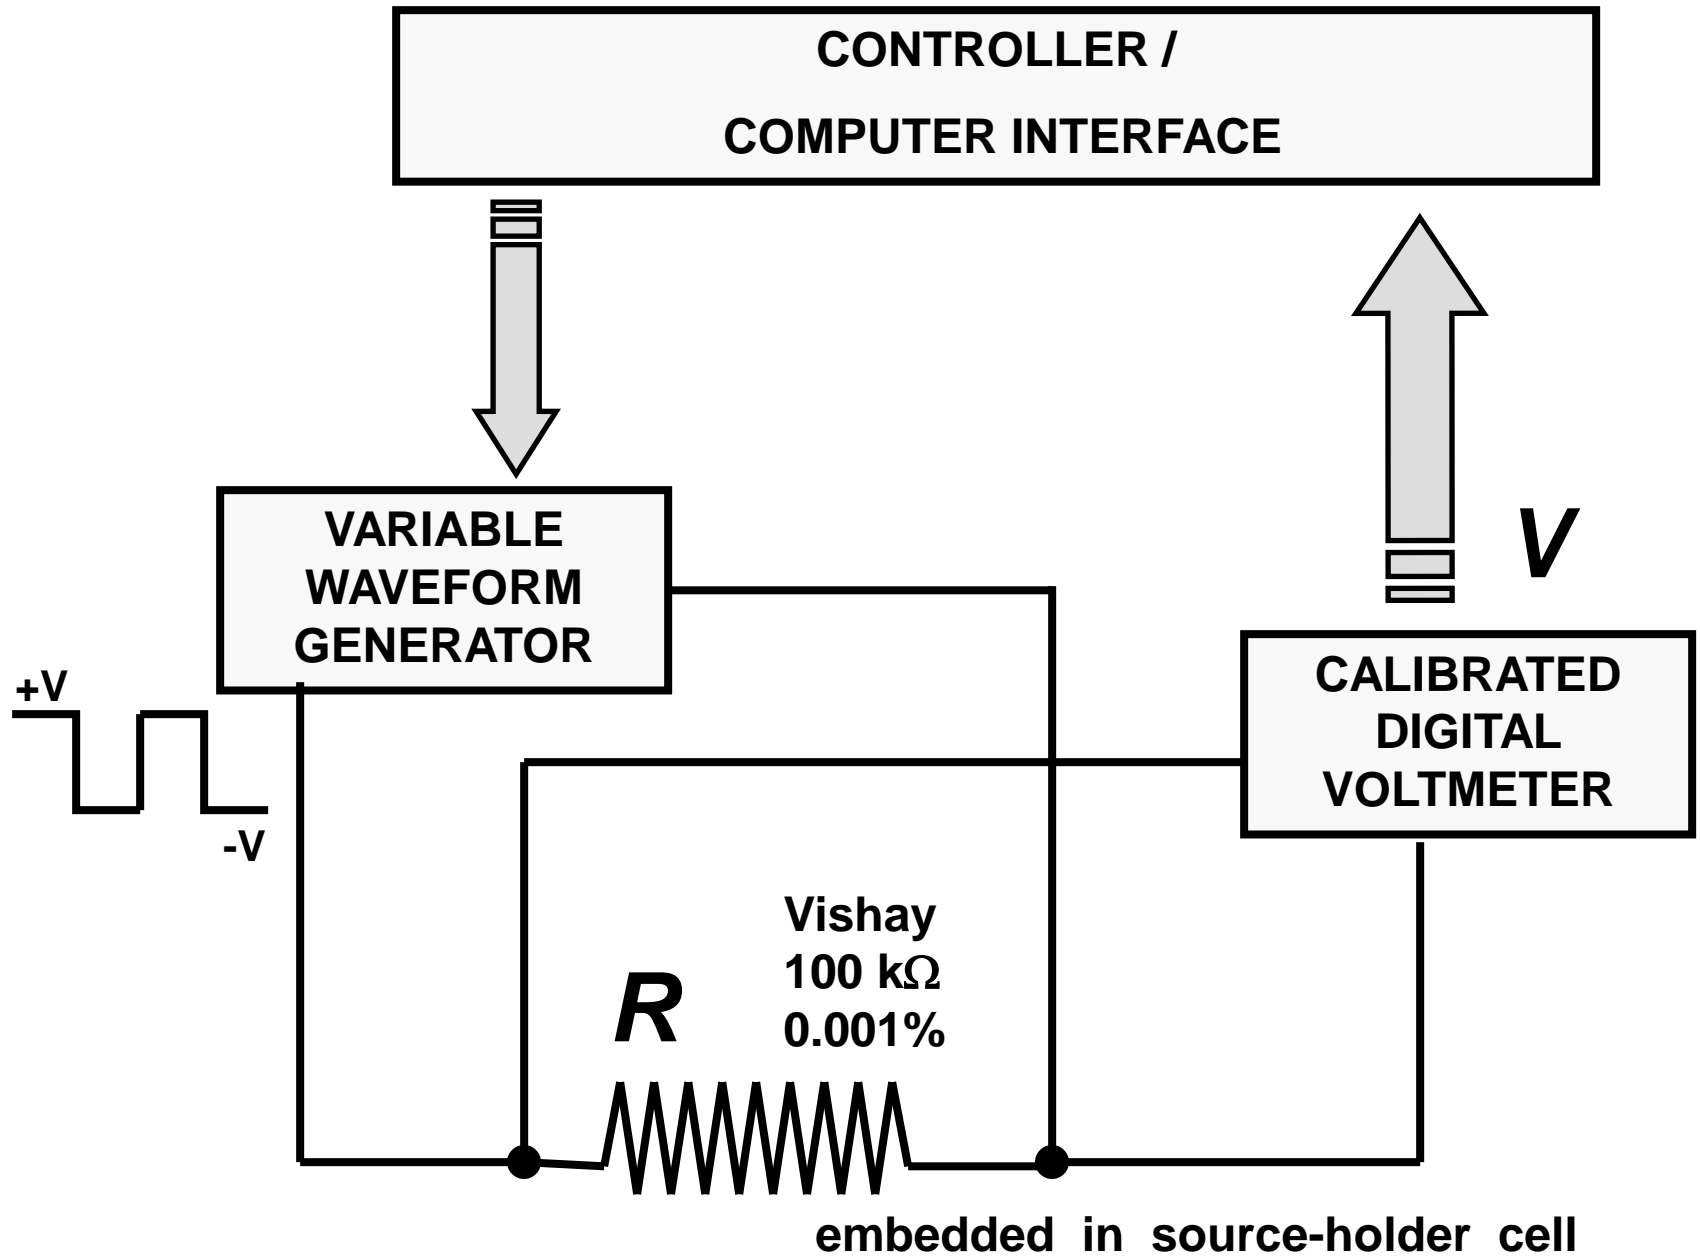 CONTROLLER /
COMPUTER INTERFACE
V
VARIABLE
WAVEFORM
GENERATOR
+V
-V
CALIBRATED
DIGITAL
VOLTMETER
Vishay
100 kΩ
0.001%
R
embedded in source-holder cell